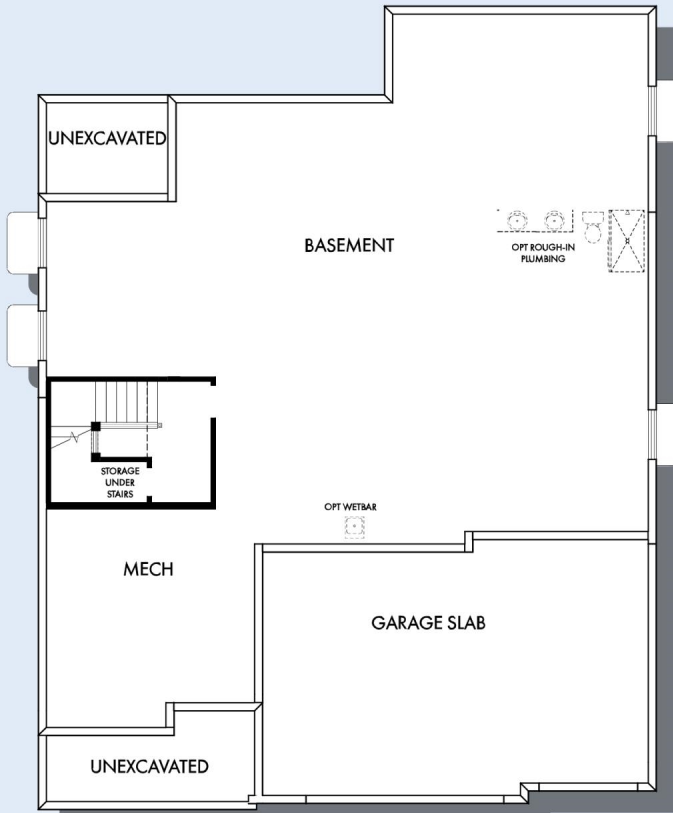 UNEXCAVATED
BASEMENT
OPT ROUGH-IN
PLUMBING
STORAGE
UNDER
STAIRS
OPT WETBAR
MECH
GARAGE SLAB
UNEXCAVATED